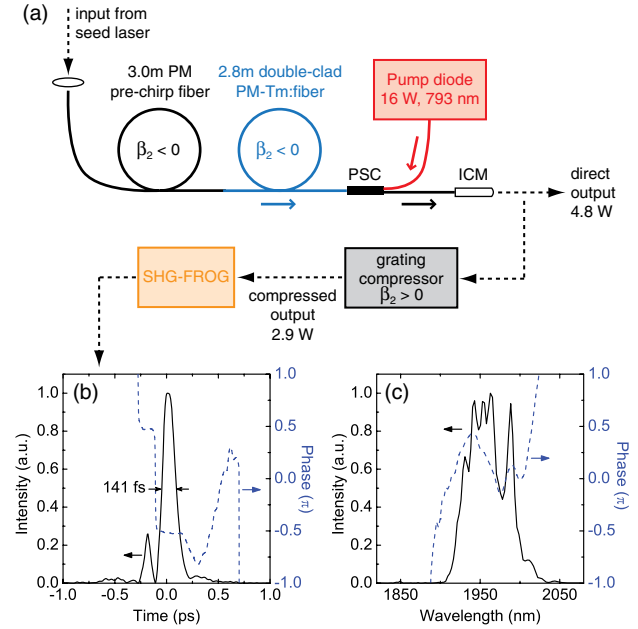 (a)
input from
seed laser
3.0m PM
pre-chirp fiber
β₂ < 0
2.8m double-clad
PM-Tm:fiber
β₂ < 0
Pump diode
16 W, 793 nm
PSC
ICM
direct
output
4.8 W
SHG-FROG
compressed
output
2.9 W
grating
compressor
β₂ > 0
(b)
1.0
0.8
0.6
0.4
0.2
0.0
Intensity (a.u.)
141 fs
1.0
0.5
0.0
-0.5
-1.0
Phase (π)
-1.0 -0.5 0.0 0.5 1.0
Time (ps)
(c)
1.0
0.8
0.6
0.4
0.2
0.0
Intensity (a.u.)
1.0
0.5
0.0
-0.5
-1.0
Phase (π)
1850 1950 2050
Wavelength (nm)